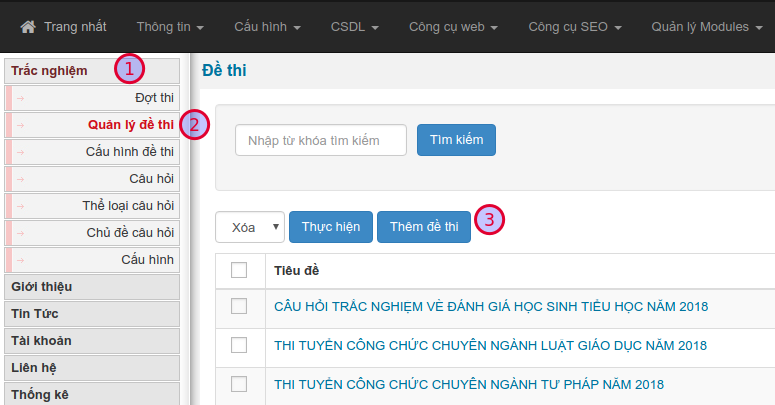 Trang nhất Thông tin Cấu hình CSDL Công cụ web Công cụ SEO Quản lý Modules
Trắc nghiệm 1
Đợt thi
Quản lý đề thi 2
Cấu hình đề thi
Câu hỏi
Thể loại câu hỏi
Chủ đề câu hỏi
Cấu hình
Giới thiệu
Tin Tức
Tài khoản
Liên hệ
Thống kê
Đề thi
Nhập từ khóa tìm kiếm Tìm kiếm
Xóa Thực hiện Thêm đề thi 3
Tiêu đề
CÂU HỎI TRẮC NGHIỆM VỀ ĐÁNH GIÁ HỌC SINH TIỂU HỌC NĂM 2018
THI TUYỂN CÔNG CHỨC CHUYÊN NGÀNH LUẬT GIÁO DỤC NĂM 2018
THI TUYỂN CÔNG CHỨC CHUYÊN NGÀNH TƯ PHÁP NĂM 2018